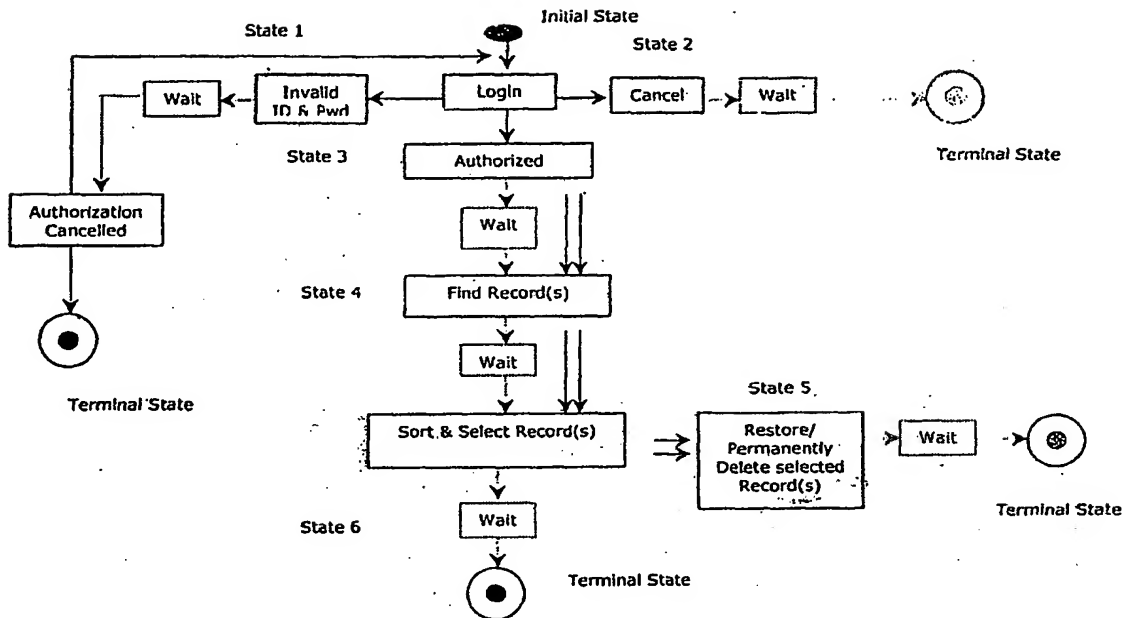 Initial State
State 1
State 2
Wait
Invalid
ID & Pwd
LogIn
Cancel
Wait
Terminal State
State 3
Authorized
Authorization
Cancelled
Wait
State 4
Find Record(s)
Wait
Terminal State
State 5
Sort & Select Record(s)
Restore/
Permanently
Delete selected
Record(s)
Wait
Terminal State
State 6
Wait
Terminal State